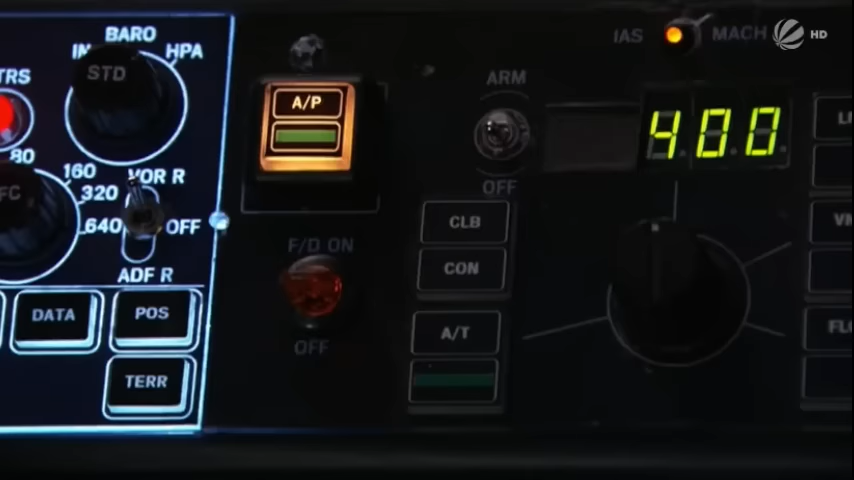 BARO
IN
HPA
STD
TRS
80
160
320
640
FC
VOR R
OFF
ADF R
DATA
POS
TERR
A/P
F/D ON
OFF
ARM
OFF
CLB
CON
A/T
IAS
MACH
HD
400